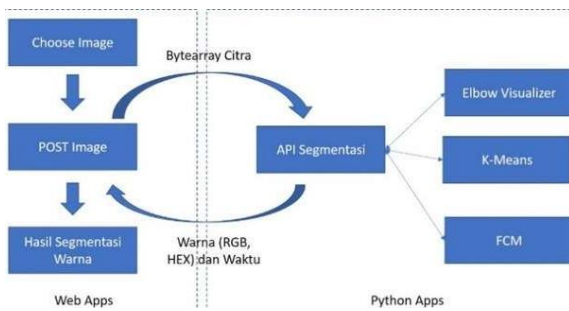 Choose Image
Bytearray Citra
POST Image
API Segmentasi
Elbow Visualizer
K-Means
FCM
Hasil Segmentasi
Warna
Warna (RGB,
HEX) dan Waktu
Web Apps
Python Apps